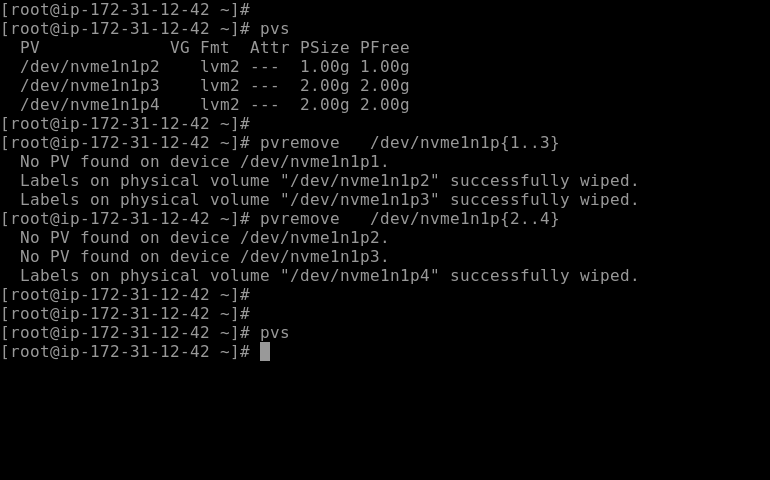 [root@ip-172-31-12-42 ~]#
[root@ip-172-31-12-42 ~]# pvs
  PV             VG Fmt  Attr PSize PFree
  /dev/nvme1n1p2    lvm2 ---  1.00g 1.00g
  /dev/nvme1n1p3    lvm2 ---  2.00g 2.00g
  /dev/nvme1n1p4    lvm2 ---  2.00g 2.00g
[root@ip-172-31-12-42 ~]#
[root@ip-172-31-12-42 ~]# pvremove   /dev/nvme1n1p{1..3}
  No PV found on device /dev/nvme1n1p1.
  Labels on physical volume "/dev/nvme1n1p2" successfully wiped.
  Labels on physical volume "/dev/nvme1n1p3" successfully wiped.
[root@ip-172-31-12-42 ~]# pvremove   /dev/nvme1n1p{2..4}
  No PV found on device /dev/nvme1n1p2.
  No PV found on device /dev/nvme1n1p3.
  Labels on physical volume "/dev/nvme1n1p4" successfully wiped.
[root@ip-172-31-12-42 ~]#
[root@ip-172-31-12-42 ~]#
[root@ip-172-31-12-42 ~]# pvs
[root@ip-172-31-12-42 ~]#